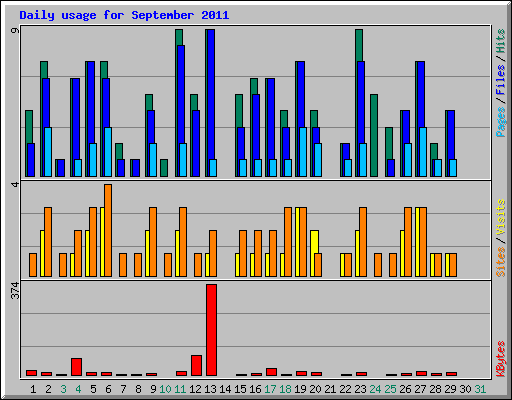 Daily usage for September 2011
9
Pages / Files / Hits
4
Sites / Visits
374
KBytes
1 2 3 4 5 6 7 8 9 10 11 12 13 14 15 16 17 18 19 20 21 22 23 24 25 26 27 28 29 30 31